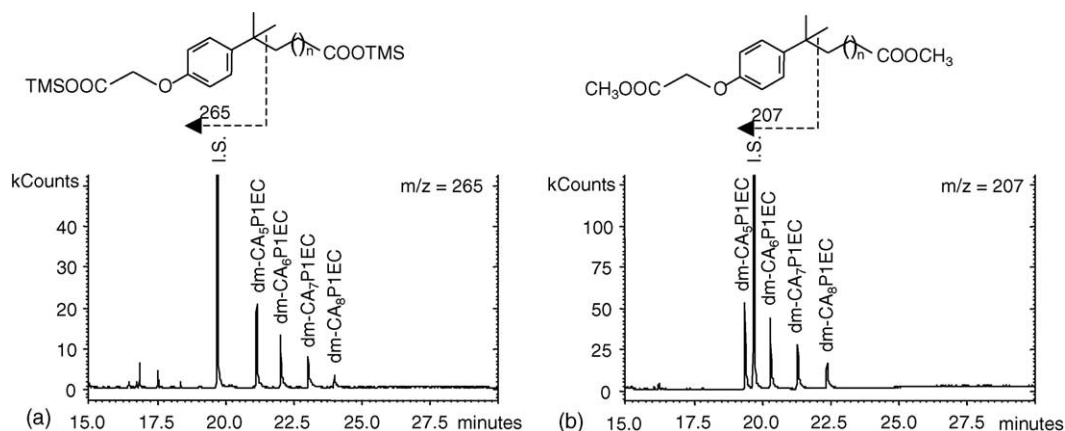 ()n
COOTMS
TMSOOC
O
265
I.S.
kCounts
m/z = 265
dm-CA5P1EC
dm-CA6P1EC
dm-CA7P1EC
dm-CA8P1EC
50
40
30
20
10
0
(a)
15.0 17.5 20.0 22.5 25.0 27.5 minutes
()n
COOCH3
CH3OOC
O
207
I.S.
kCounts
m/z = 207
dm-CA5P1EC
dm-CA6P1EC
dm-CA7P1EC
dm-CA8P1EC
125
100
75
50
25
0
(b)
15.0 17.5 20.0 22.5 25.0 27.5 minutes